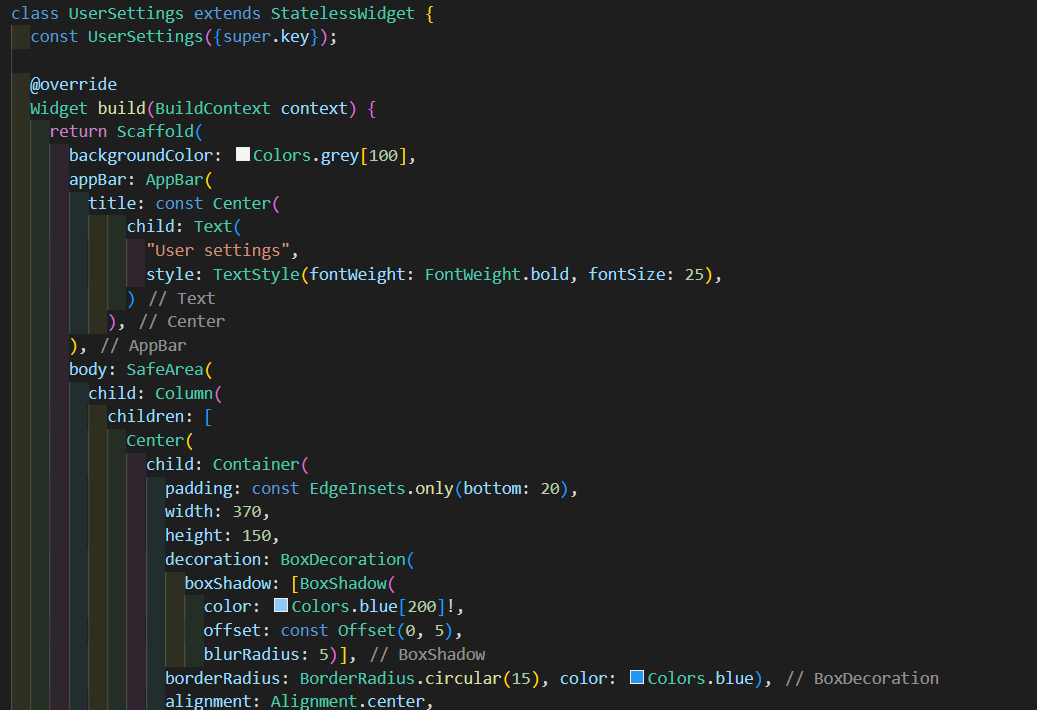 class UserSettings extends StatelessWidget {
  const UserSettings({super.key});

  @override
  Widget build(BuildContext context) {
    return Scaffold(
      backgroundColor: Colors.grey[100],
      appBar: AppBar(
        title: const Center(
            child: Text(
              "User settings",
              style: TextStyle(fontWeight: FontWeight.bold, fontSize: 25),
            ) // Text
          ), // Center
      ), // AppBar
      body: SafeArea(
        child: Column(
          children: [
            Center(
              child: Container(
                padding: const EdgeInsets.only(bottom: 20),
                width: 370,
                height: 150,
                decoration: BoxDecoration(
                  boxShadow: [BoxShadow(
                    color: Colors.blue[200]!,
                    offset: const Offset(0, 5),
                    blurRadius: 5)], // BoxShadow
                borderRadius: BorderRadius.circular(15), color: Colors.blue), // BoxDecoration
                alignment: Alignment.center,